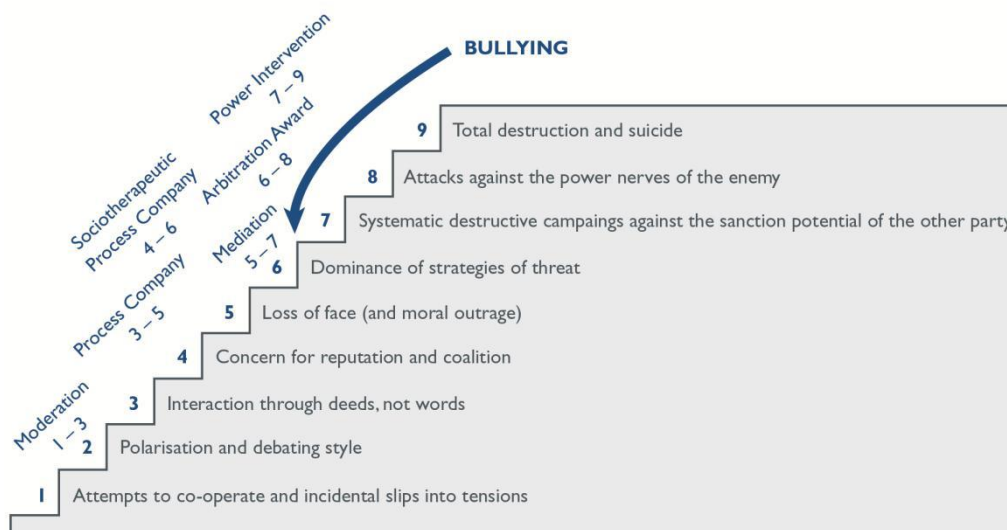 BULLYING
Power Intervention
7 – 9
Arbitration Award
6 – 8
Sociotherapeutic
Process Company
4 – 6
Mediation
5 – 7
Process Company
3 – 5
Moderation
1 – 3
9 Total destruction and suicide
8 Attacks against the power nerves of the enemy
7 Systematic destructive campaings against the sanction potential of the other party
6 Dominance of strategies of threat
5 Loss of face (and moral outrage)
4 Concern for reputation and coalition
3 Interaction through deeds, not words
2 Polarisation and debating style
1 Attempts to co-operate and incidental slips into tensions